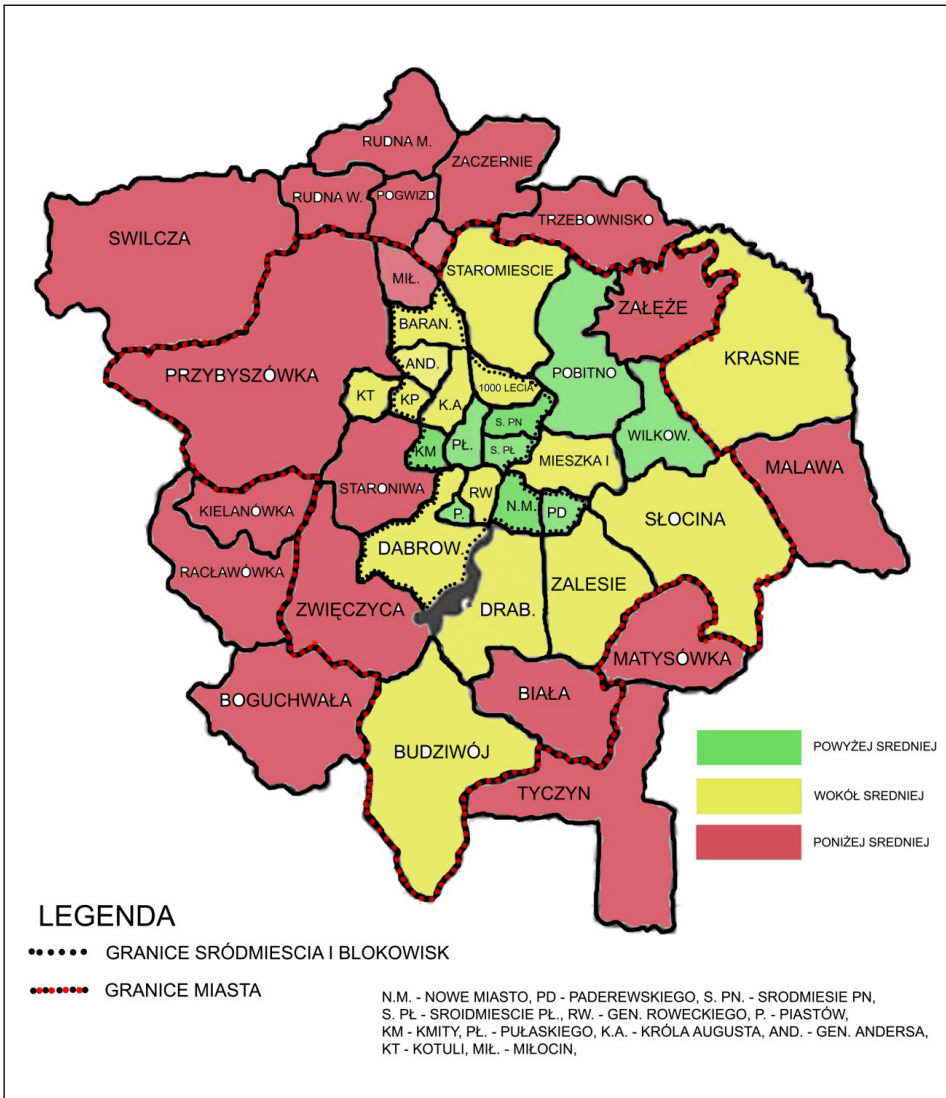 RUDNA M.
ZACZERNIE
RUDNA W.
POGWIZD
TRZEBOWNISKO
SWILCZA
STAROMIESCIE
MIŁ.
ZAŁĘŻE
BARAN.
KRASNE
AND.
PRZYBYSZÓWKA
POBITNO
KT
KP
K.A
1000 LECIA
S. PN
WILKOW.
KM
PŁ.
S. PŁ
MIESZKA I
MALAWA
STARONIWA
RW
N.M.
PD
KIELANÓWKA
P.
SŁOCINA
DABROW.
RACŁAWÓWKA
ZALESIE
ZWIĘCZYCA
DRAB.
MATYSÓWKA
BOGUCHWAŁA
BIAŁA
BUDZIWÓJ
TYCZYN
POWYŻEJ SREDNIEJ
WOKÓŁ SREDNIEJ
PONIŻEJ SREDNIEJ
LEGENDA
GRANICE SRÓDMIESCIA I BLOKOWISK
GRANICE MIASTA
N.M. - NOWE MIASTO, PD - PADEREWSKIEGO, S. PN. - SRODMIESIE PN,
S. PŁ - SROIDMIESCIE PŁ., RW. - GEN. ROWECKIEGO, P. - PIASTÓW,
KM - KMITY, PŁ. - PUŁASKIEGO, K.A. - KRÓLA AUGUSTA, AND. - GEN. ANDERSA,
KT - KOTULI, MIŁ. - MIŁOCIN,